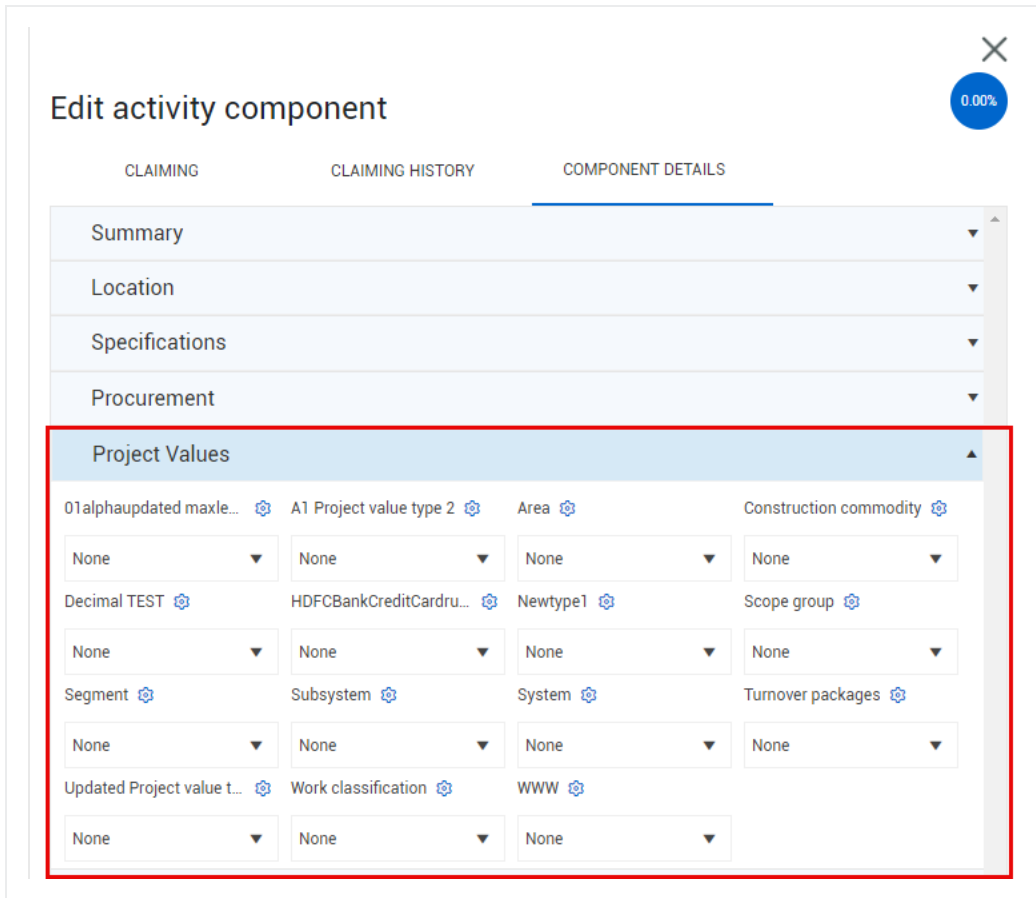 0.00%
Edit activity component
CLAIMING CLAIMING HISTORY COMPONENT DETAILS
Summary
Location
Specifications
Procurement
Project Values
01alphaupdated maxle... A1 Project value type 2 Area Construction commodity
None None None None
Decimal TEST HDFCBankCreditCardru... Newtype1 Scope group
None None None None
Segment Subsystem System Turnover packages
None None None None
Updated Project value t... Work classification WWW
None None None